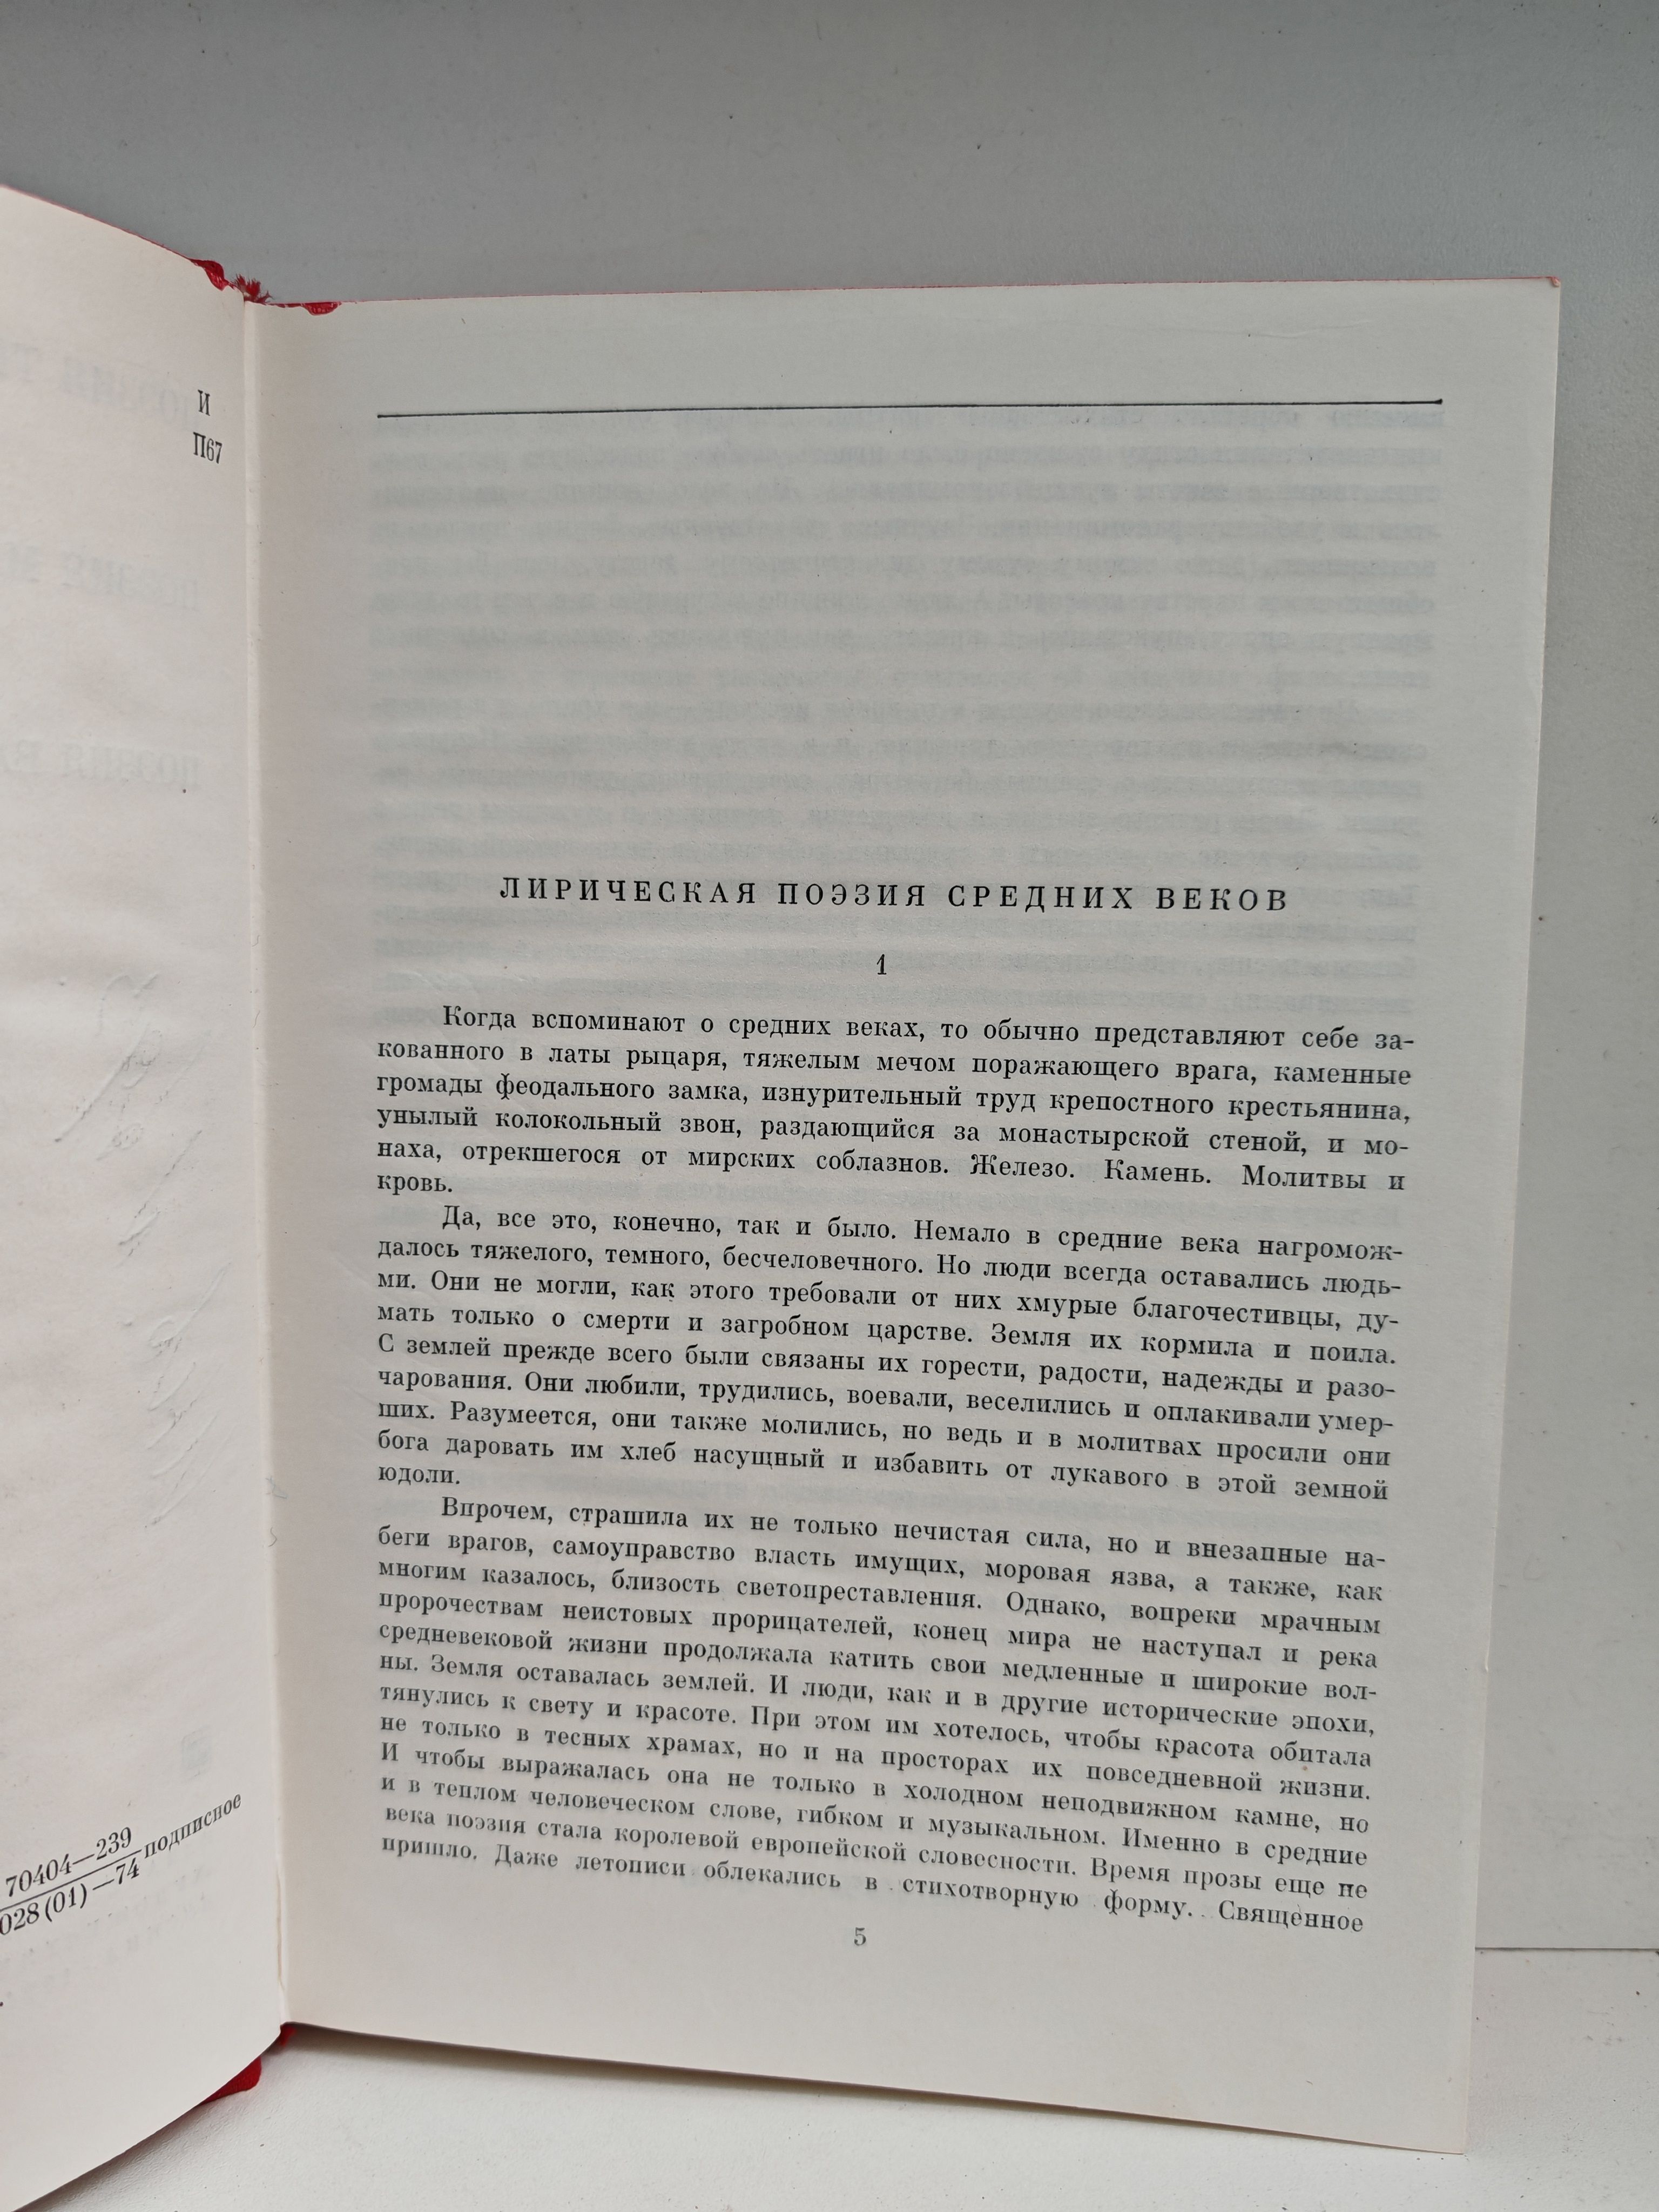 И
П67
70404—239
028(01)—74
подписное
ЛИРИЧЕСКАЯ ПОЭЗИЯ СРЕДНИХ ВЕКОВ
1
Когда вспоминают о средних веках, то обычно представляют себе за-
кованного в латы рыцаря, тяжелым мечом поражающего врага, каменные
громады феодального замка, изнурительный труд крепостного крестьянина,
унылый колокольный звон, раздающийся за монастырской стеной, и мо-
наха, отрекшегося от мирских соблазнов. Железо. Камень. Молитвы и
кровь.
Да, все это, конечно, так и было. Немало в средние века нагромож-
далось тяжелого, темного, бесчеловечного. Но люди всегда оставались людь-
ми. Они не могли, как этого требовали от них хмурые благочестивцы, ду-
мать только о смерти и загробном царстве. Земля их кормила и поила.
С землей прежде всего были связаны их горести, радости, надежды и разо-
чарования. Они любили, трудились, воевали, веселились и оплакивали умер-
ших. Разумеется, они также молились, но ведь и в молитвах просили они
бога даровать им хлеб насущный и избавить от лукавого в этой земной
юдоли.
Впрочем, страшила их не только нечистая сила, но и внезапные на-
беги врагов, самоуправство власть имущих, моровая язва, а также, как
многим казалось, близость светопреставления. Однако, вопреки мрачным
пророчествам неистовых прорицателей, конец мира не наступал и река
средневековой жизни продолжала катить свои медленные и широкие вол-
ны. Земля оставалась землей. И люди, как и в другие исторические эпохи,
тянулись к свету и красоте. При этом им хотелось, чтобы красота обитала
не только в тесных храмах, но и на просторах их повседневной жизни.
И чтобы выражалась она не только в холодном неподвижном камне, но
и в теплом человеческом слове, гибком и музыкальном. Именно в средние
века поэзия стала королевой европейской словесности. Время прозы еще не
пришло. Даже летописи облекались в стихотворную форму. Священное
5